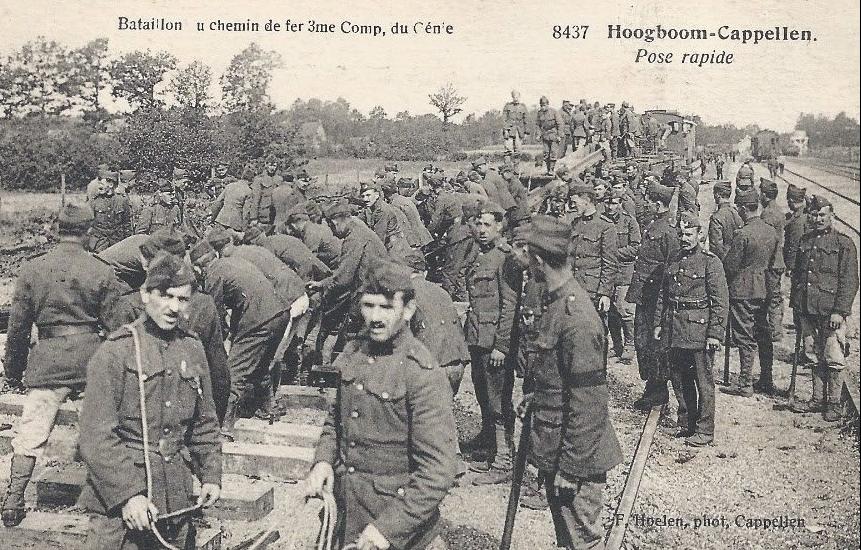 Bataillon u chemin de fer 3me Comp, du Génie
8437 Hoogboom-Cappellen.
Pose rapide
F. Hoelen, phot, Cappellen